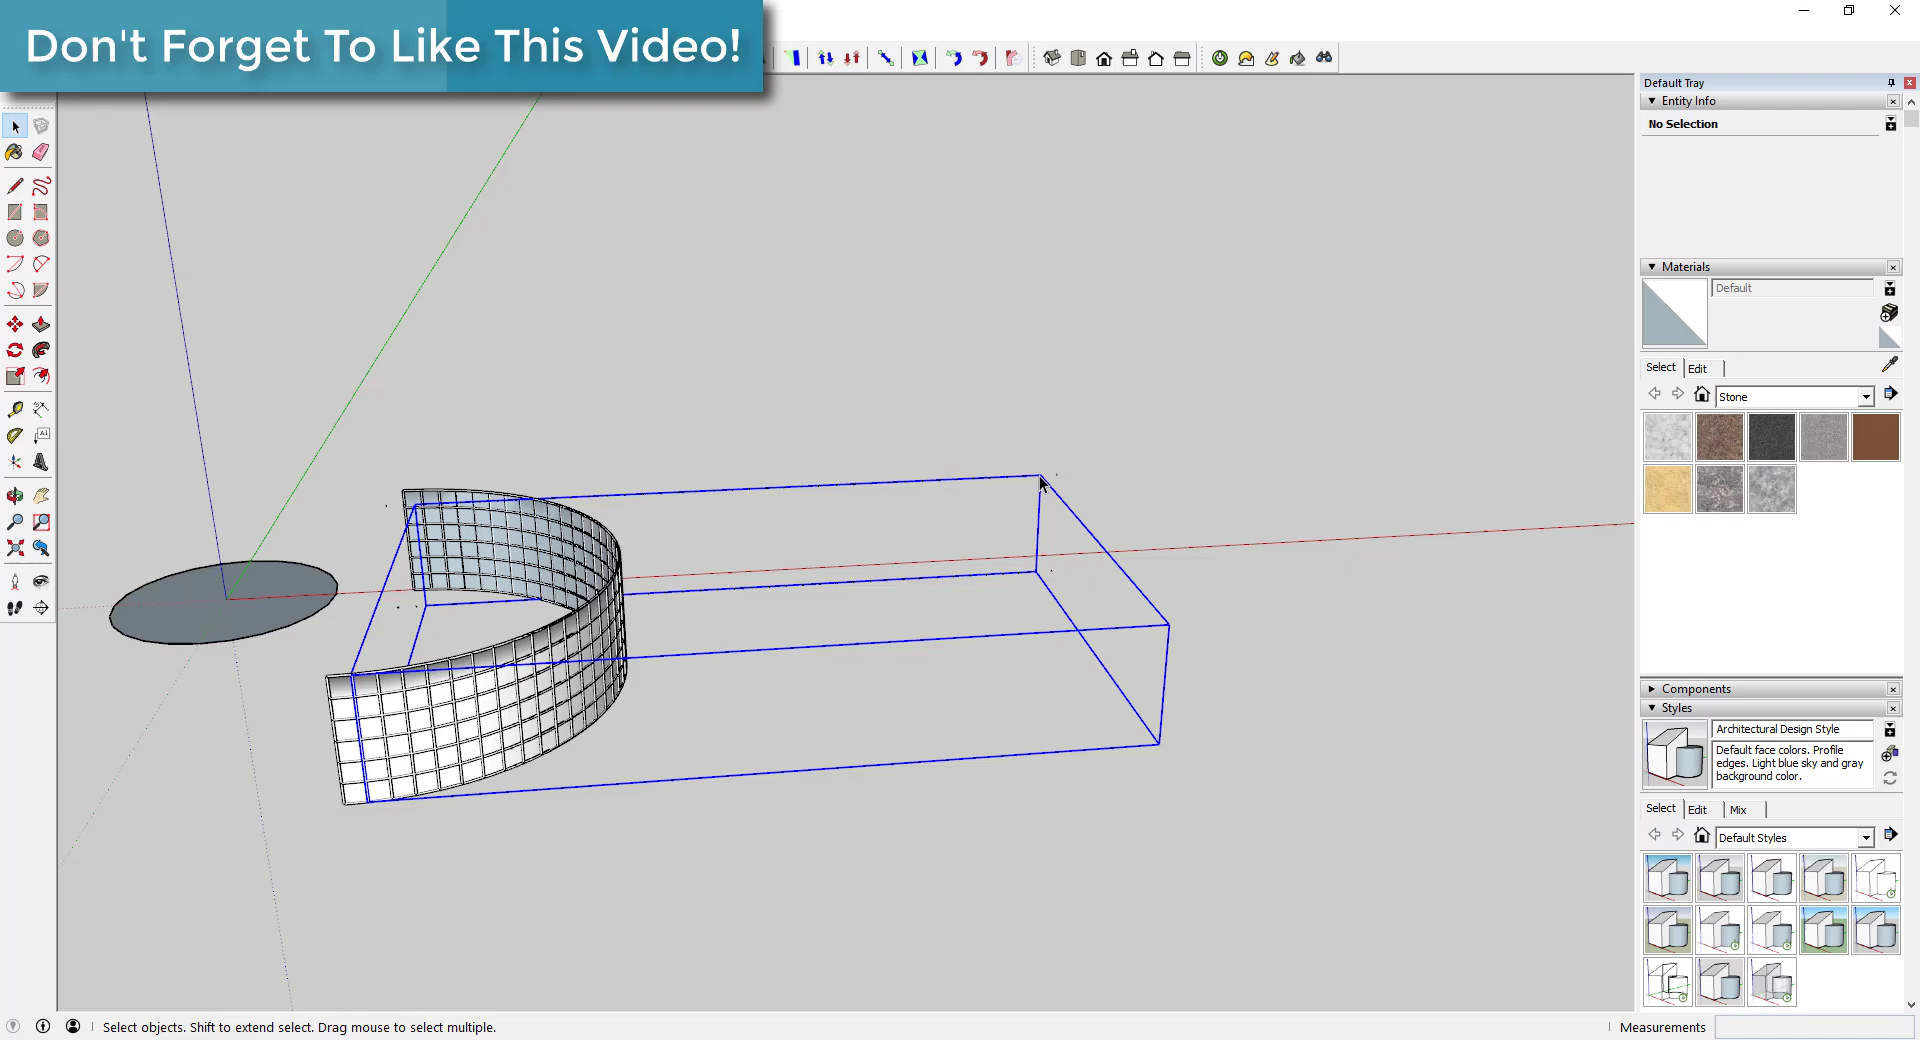 Don't Forget To Like This Video!
Default Tray
Entity Info
No Selection
Materials
Default
Select
Edit
Stone
Components
Styles
Architectural Design Style
Default face colors. Profile
edges. Light blue sky and gray
background color.
Select
Edit
Mix
Default Styles
Select objects. Shift to extend select. Drag mouse to select multiple.
Measurements